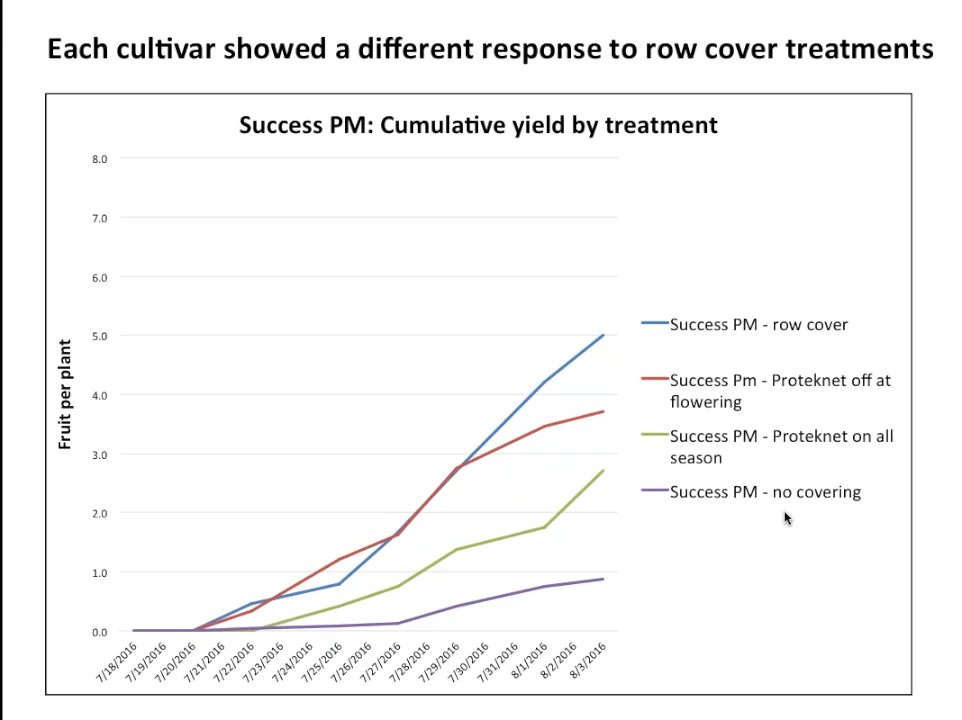 Each cultivar showed a different response to row cover treatments
Success PM: Cumulative yield by treatment
8.0
7.0
6.0
5.0
4.0
3.0
2.0
1.0
0.0
Fruit per plant
7/18/2016
7/19/2016
7/20/2016
7/21/2016
7/22/2016
7/23/2016
7/24/2016
7/25/2016
7/26/2016
7/27/2016
7/28/2016
7/29/2016
7/30/2016
7/31/2016
8/1/2016
8/2/2016
8/3/2016
Success PM - row cover
Success Pm - Proteknet off at
flowering
Success PM - Proteknet on all
season
Success PM - no covering